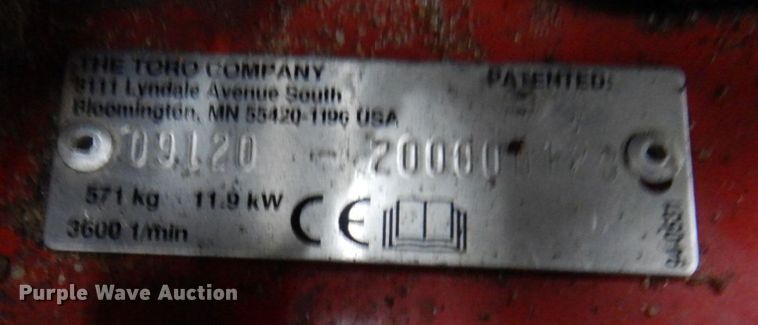 THE TORO COMPANY PATENTED:
8111 Lyndale Avenue South
Bloomington, MN 55420-1196 USA
09120 -
571 kg 11.9 kW CE
3600 1/min
Purple Wave Auction